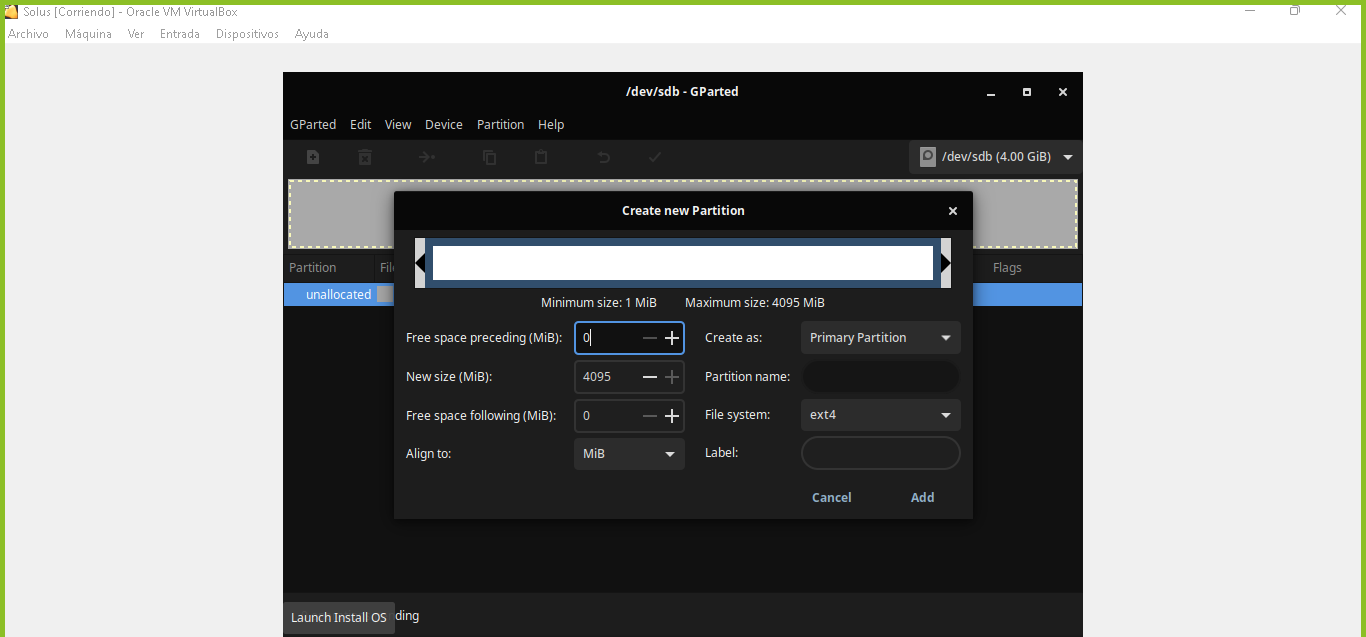 Solus [Corriendo] - Oracle VM VirtualBox
Archivo Máquina Ver Entrada Dispositivos Ayuda
/dev/sdb - GParted
GParted Edit View Device Partition Help
/dev/sdb (4.00 GiB)
Create new Partition
Partition File Flags
unallocated
Minimum size: 1 MiB Maximum size: 4095 MiB
Free space preceding (MiB): 0 Create as: Primary Partition
New size (MiB): 4095 Partition name:
Free space following (MiB): 0 File system: ext4
Align to: MiB Label:
Cancel Add
Launch Install OS ding